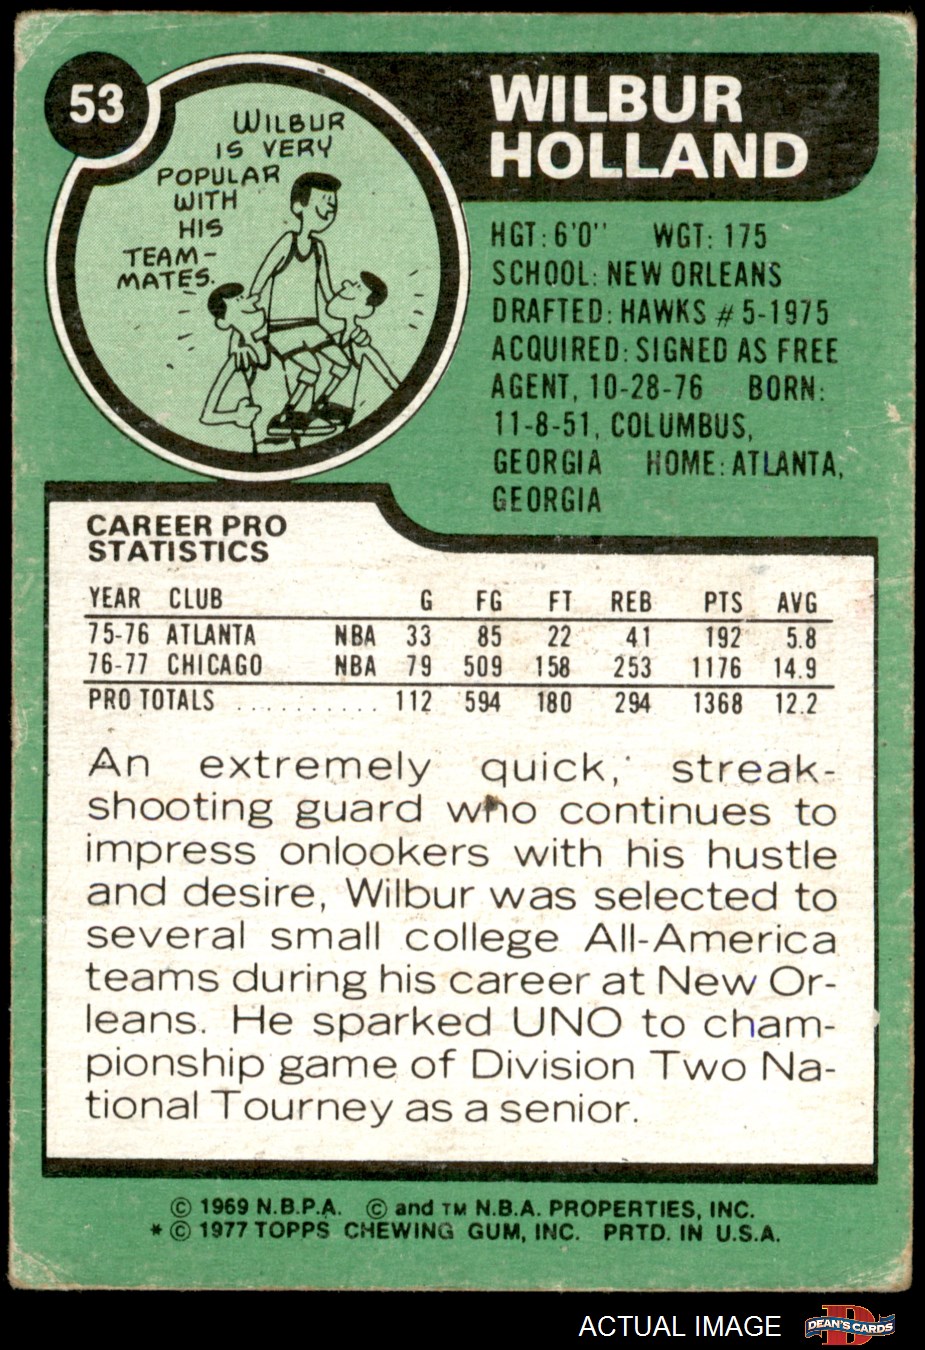 53
WILBUR
IS VERY
POPULAR
WITH
HIS
TEAM-
MATES.
WILBUR
HOLLAND
HGT: 6'0" WGT: 175
SCHOOL: NEW ORLEANS
DRAFTED: HAWKS # 5-1975
ACQUIRED: SIGNED AS FREE
AGENT, 10-28-76 BORN:
11-8-51, COLUMBUS,
GEORGIA HOME: ATLANTA,
GEORGIA
CAREER PRO
STATISTICS
YEAR CLUB G FG FT REB PTS AVG
75-76 ATLANTA NBA 33 85 22 41 192 5.8
76-77 CHICAGO NBA 79 509 158 253 1176 14.9
PRO TOTALS .......... 112 594 180 294 1368 12.2
An extremely quick, streak-
shooting guard who continues to
impress onlookers with his hustle
and desire, Wilbur was selected to
several small college All-America
teams during his career at New Or-
leans. He sparked UNO to cham-
pionship game of Division Two Na-
tional Tourney as a senior.
© 1969 N.B.P.A. © and TM N.B.A. PROPERTIES, INC.
* © 1977 TOPPS CHEWING GUM, INC. PRTD. IN U.S.A.
ACTUAL IMAGE
D
DEAN'S CARDS